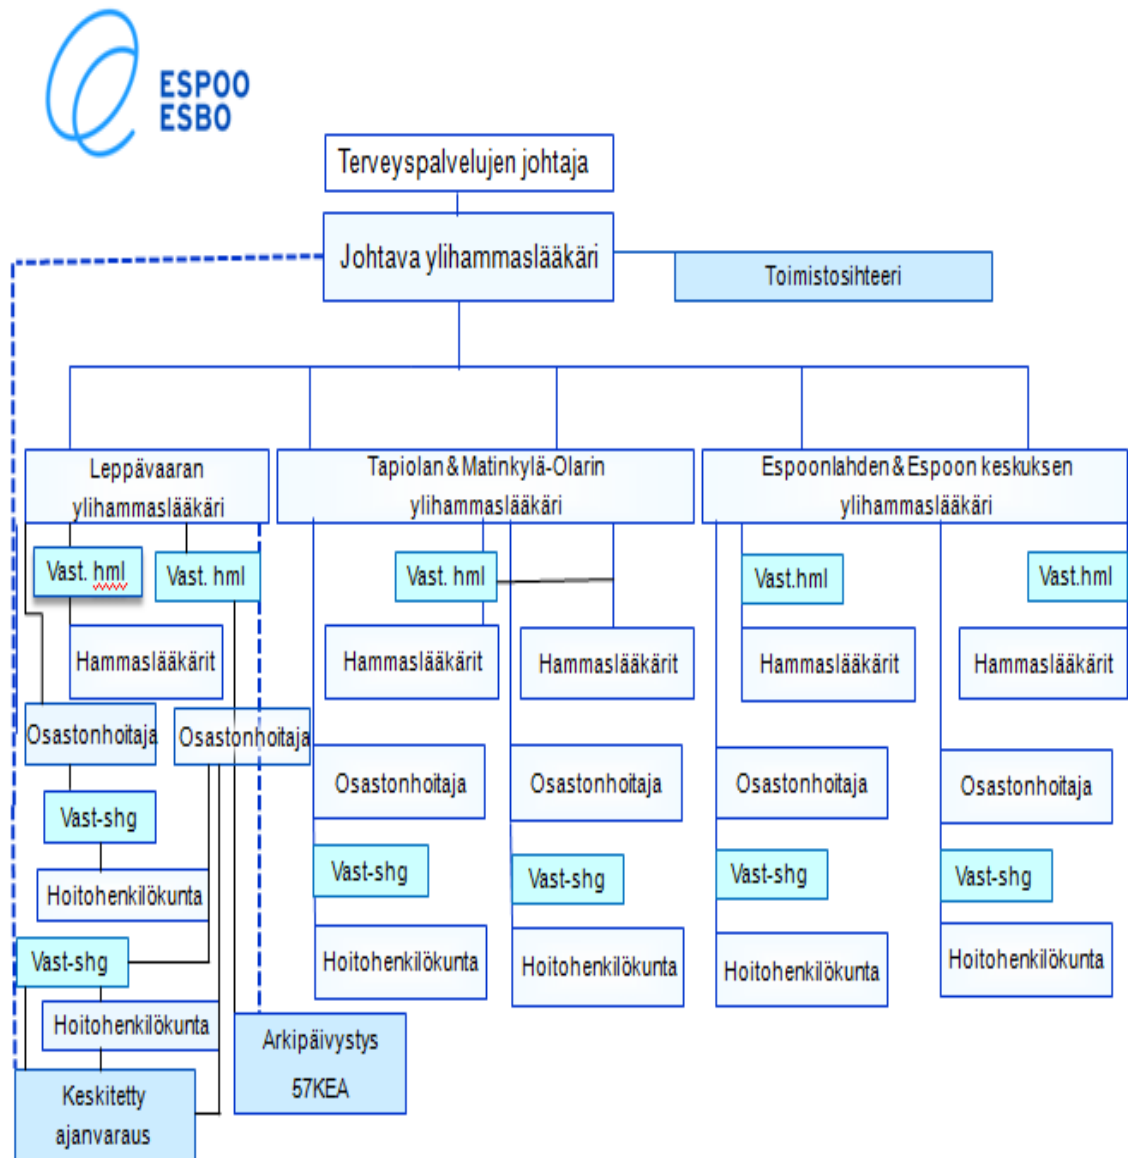 ESPOO
ESBO
Terveyspalvelujen johtaja
Johtava ylihammaslääkäri
Toimistosihteeri
Leppävaaran
ylihammaslääkäri
Tapiolan & Matinkylä-Olarin
ylihammaslääkäri
Espoonlahden & Espoon keskuksen
ylihammaslääkäri
Vast. hml
Vast. hml
Vast. hml
Vast.hml
Vast.hml
Hammaslääkärit
Hammaslääkärit
Hammaslääkärit
Hammaslääkärit
Hammaslääkärit
Osastonhoitaja
Osastonhoitaja
Osastonhoitaja
Osastonhoitaja
Osastonhoitaja
Osastonhoitaja
Vast-shg
Vast-shg
Vast-shg
Vast-shg
Vast-shg
Hoitohenkilökunta
Hoitohenkilökunta
Hoitohenkilökunta
Hoitohenkilökunta
Hoitohenkilökunta
Vast-shg
Hoitohenkilökunta
Arkipäivystys
57KEA
Keskitetty
ajanvaraus